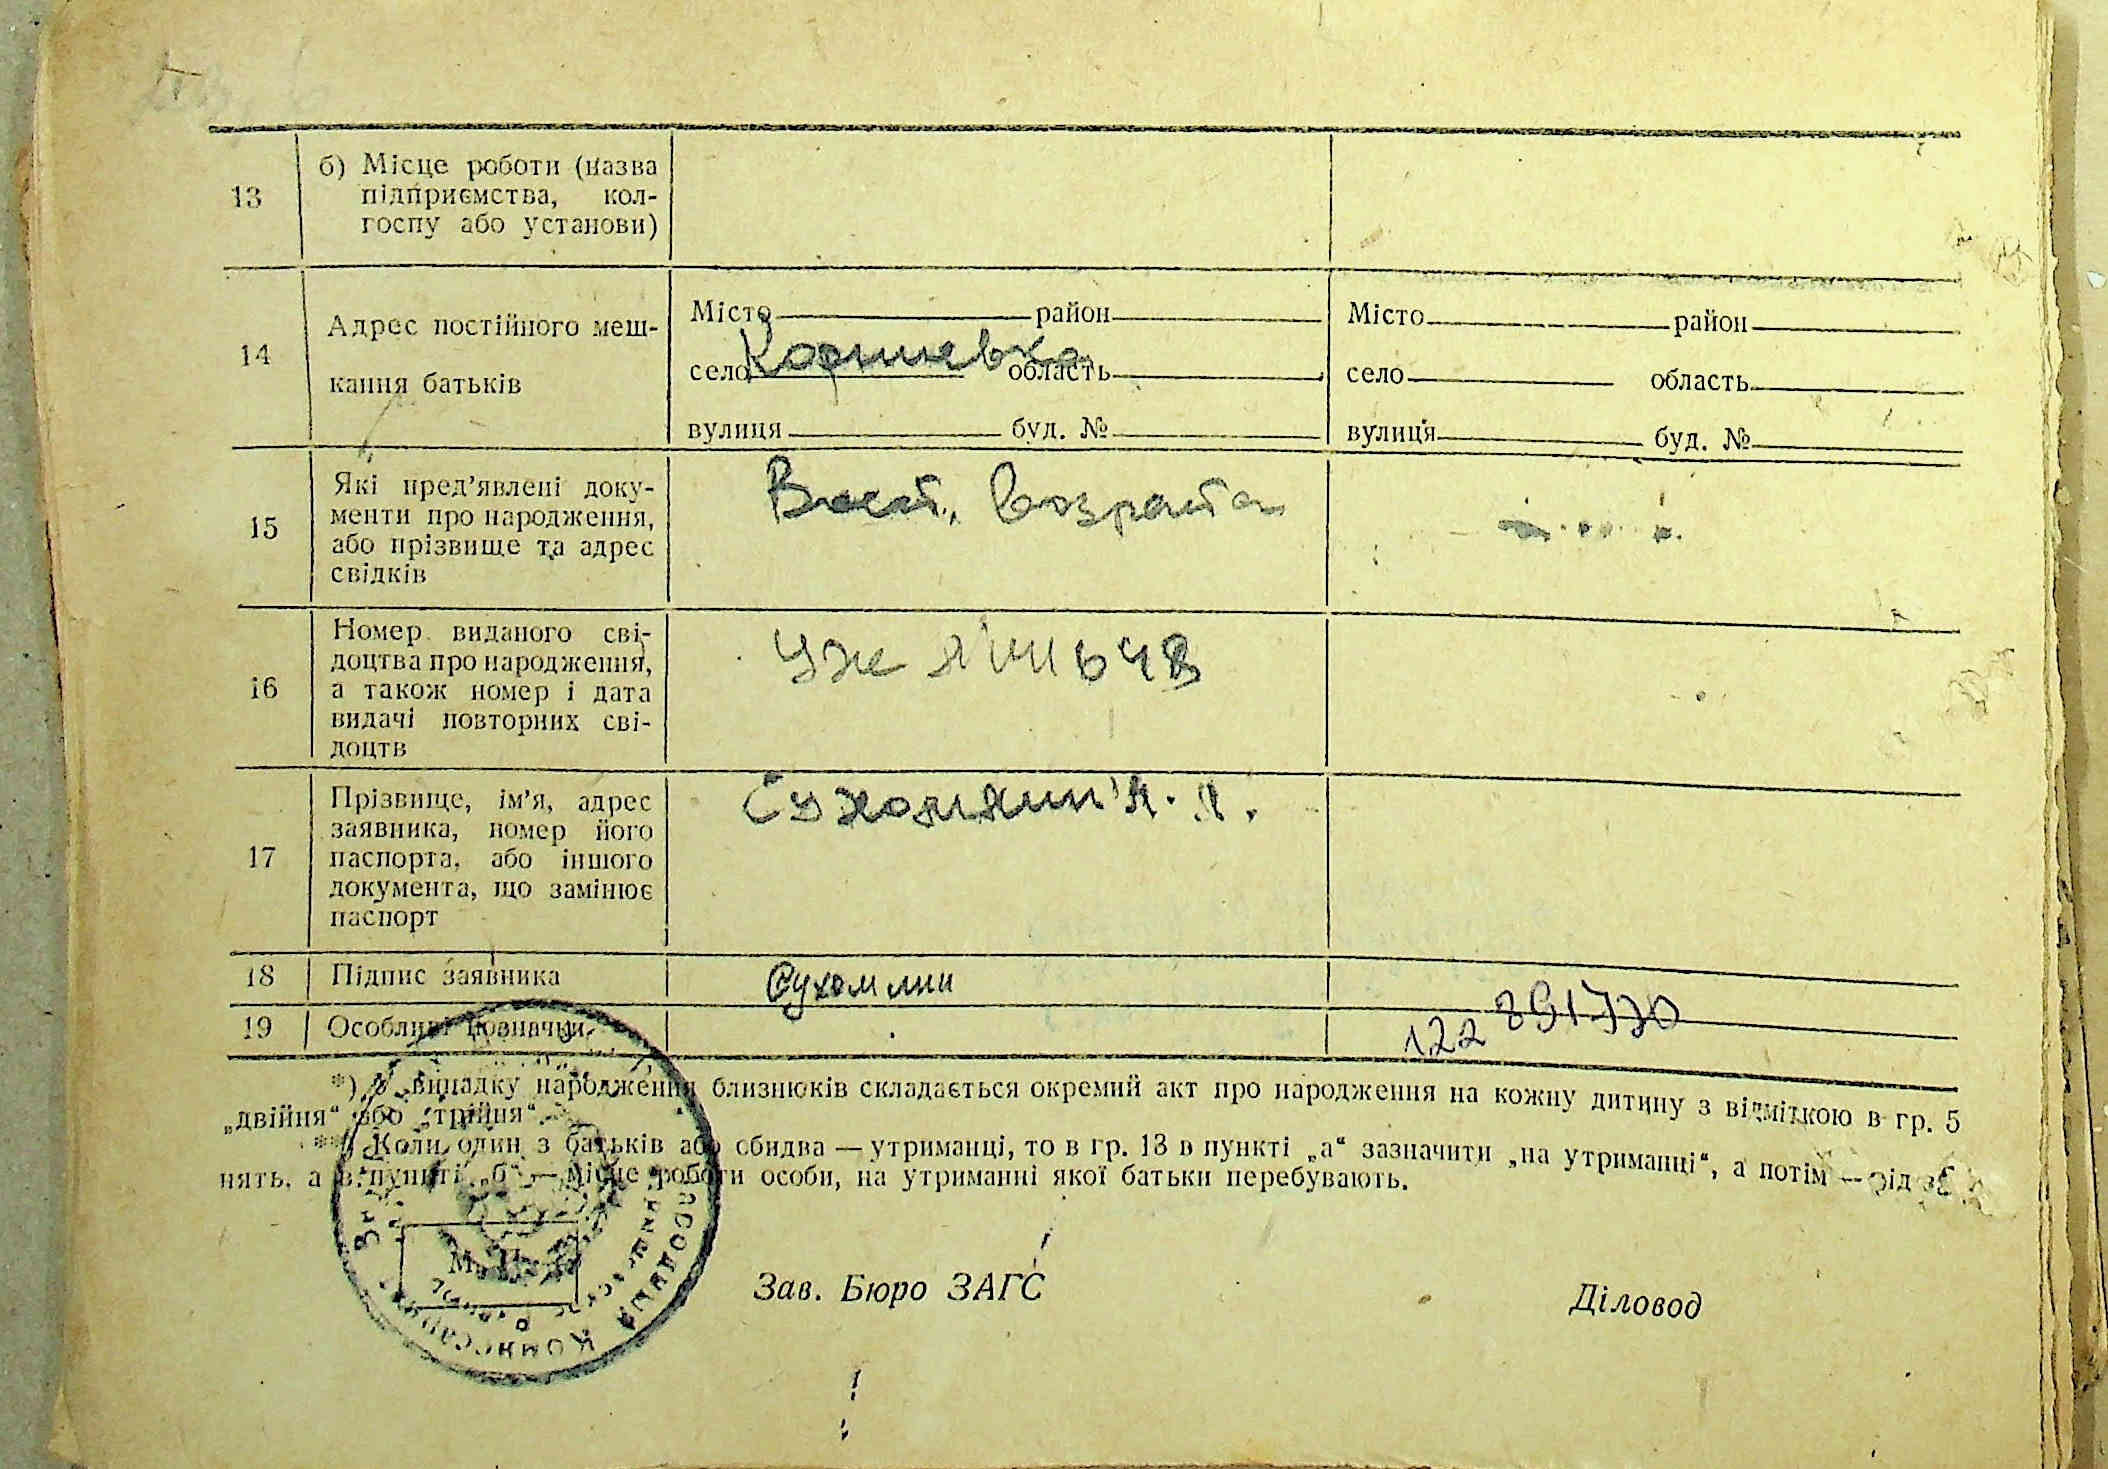 13
б) Місце роботи (назва
підприємства, кол-
госпу або установи)
14
Адрес постійного меш-
кання батьків
Місто район
село область
вулиця буд. №
Місто район
село область
вулиця буд. №
15
Які пред’явлені доку-
менти про народження,
або прізвище та адрес
свідків
возраста
16
Номер виданого сві-
доцтва про народження,
а також номер і дата
видачі повторних сві-
доцтв
17
Прізвище, ім’я, адрес
заявника, номер його
паспорта, або іншого
документа, що замінює
паспорт
18 Підпис заявника
Сухомлин
19 Особливі позначки
122
*) У випадку народження близнюків складається окремий акт про народження на кожну дитину з відміткою в гр. 5
„двійня“ або „трійня“.
**) Коли один з батьків або обидва — утриманці, то в гр. 13 в пункті „а“ зазначити „на утриманці“, а потім — рід за
нять, а в пункті „б“ — місце роботи особи, на утриманні якої батьки перебувають.
М. П.
Зав. Бюро ЗАГС
Діловод